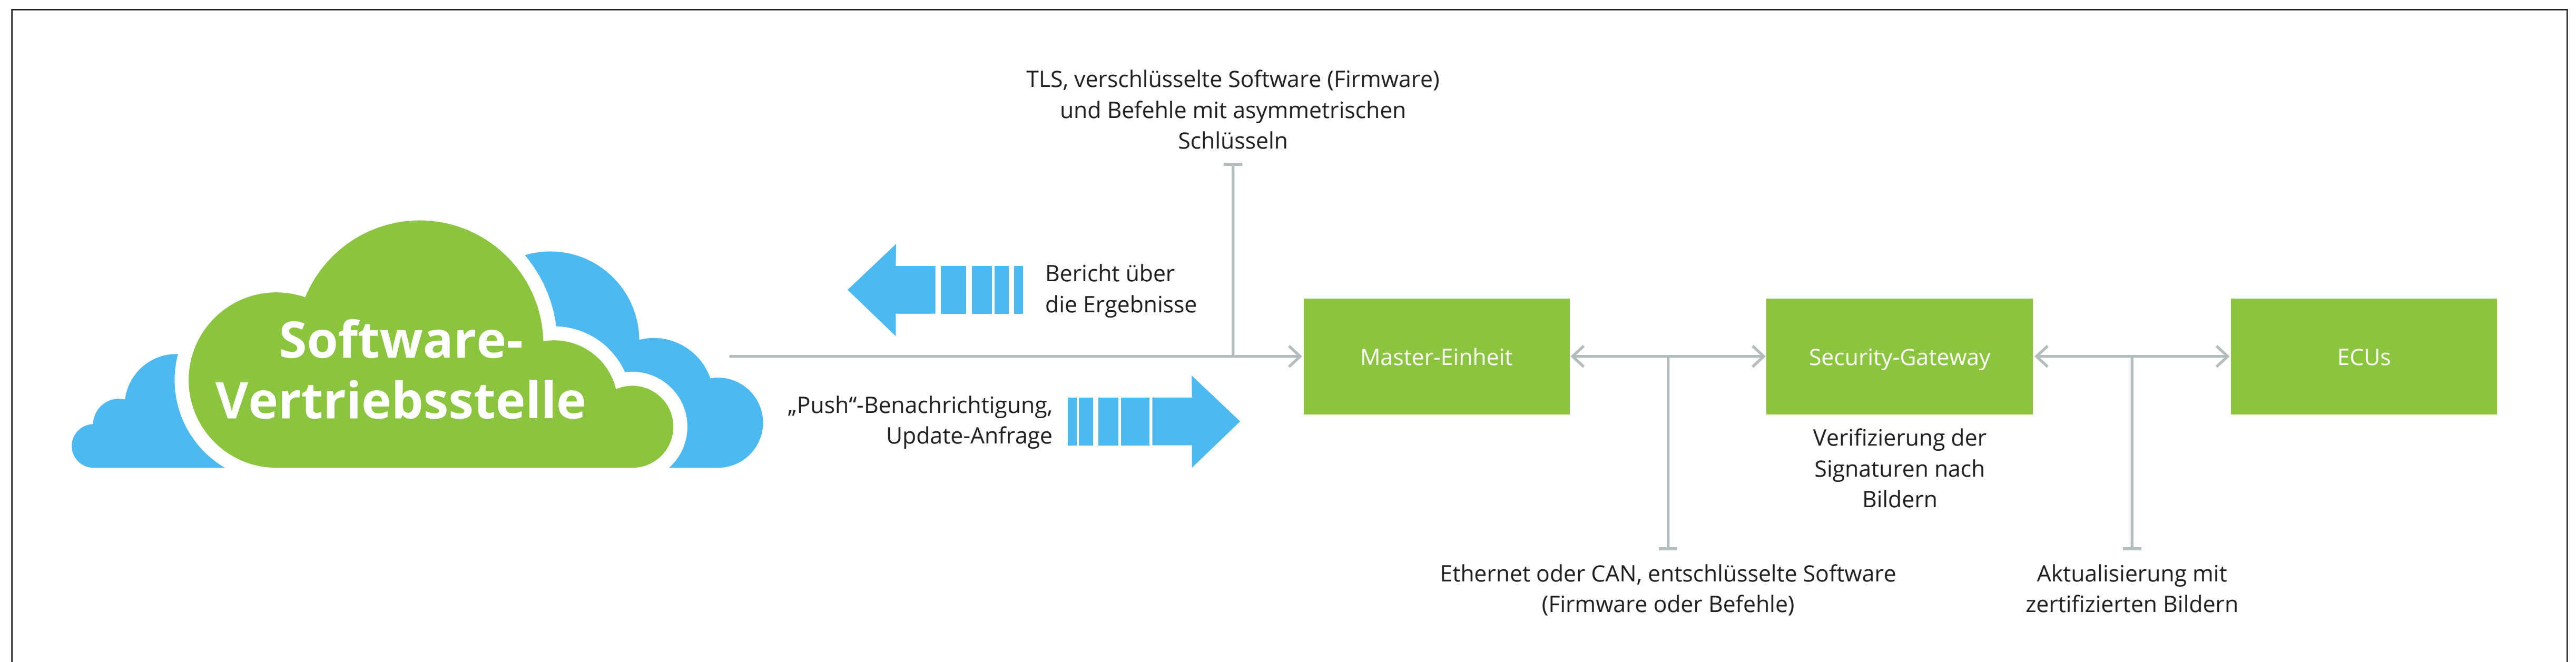 TLS, verschlüsselte Software (Firmware)
und Befehle mit asymmetrischen
Schlüsseln
Bericht über
die Ergebnisse
Software-
Vertriebsstelle
„Push“-Benachrichtigung,
Update-Anfrage
Master-Einheit
Security-Gateway
ECUs
Verifizierung der
Signaturen nach
Bildern
Ethernet oder CAN, entschlüsselte Software
(Firmware oder Befehle)
Aktualisierung mit
zertifizierten Bildern